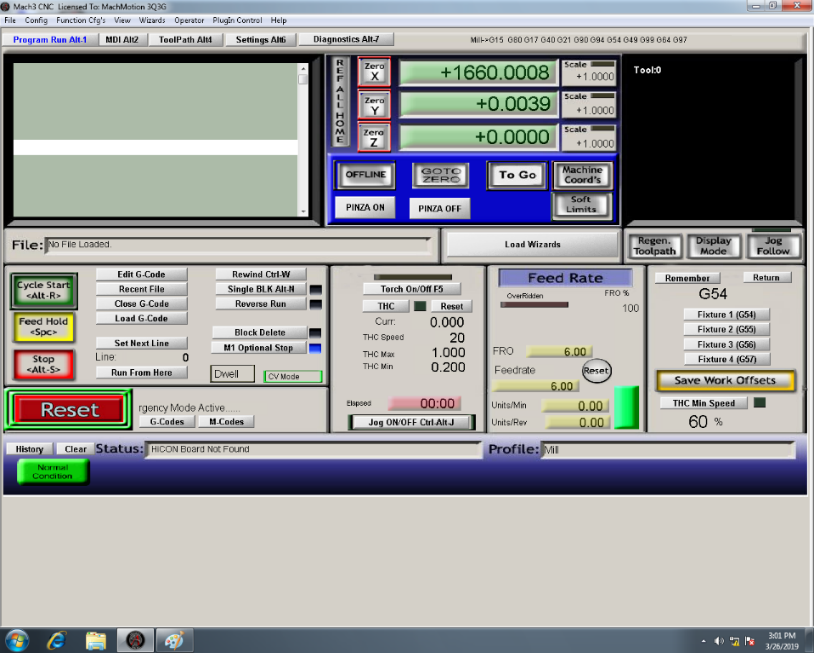 Mach3 CNC Licensed To: MachMotion 3Q3G
File Config Function Cfg's View Wizards Operator PlugIn Control Help
Program Run Alt-1 MDI Alt2 ToolPath Alt4 Settings Alt6 Diagnostics Alt-7
Mill->G15 G80 G17 G40 G21 G90 G94 G54 G49 G99 G64 G97
REF ALL HOME
Zero X +1660.0008 Scale +1.0000
Zero Y +0.0039 Scale +1.0000
Zero Z +0.0000 Scale +1.0000
Tool:0
OFFLINE GOTO ZERO To Go Machine Coord's
PINZA ON PINZA OFF Soft Limits
File: No File Loaded.
Load Wizards
Regen. Toolpath Display Mode Jog Follow
Cycle Start <Alt-R>
Feed Hold <Spc>
Stop <Alt-S>
Edit G-Code
Recent File
Close G-Code
Load G-Code
Set Next Line
Line: 0
Run From Here
Rewind Ctrl-W
Single BLK Alt-N
Reverse Run
Block Delete
M1 Optional Stop
Dwell CV Mode
Reset
rgency Mode Active......
G-Codes M-Codes
Torch On/Off F5
THC Reset
Curr: 0.000
THC Speed 20
THC Max 1.000
THC Min 0.200
Elapsed 00:00
Jog ON/OFF Ctrl-Alt-J
Feed Rate
OverRidden FRO %
100
FRO 6.00
Feedrate Reset
6.00
Units/Min 0.00
Units/Rev 0.00
Remember Return
G54
Fixture 1 (G54)
Fixture 2 (G55)
Fixture 3 (G56)
Fixture 4 (G57)
Save Work Offsets
THC Min Speed
60 %
History Clear Status: HiCON Board Not Found
Profile: Mill
Normal Condition
3:01 PM
3/26/2019